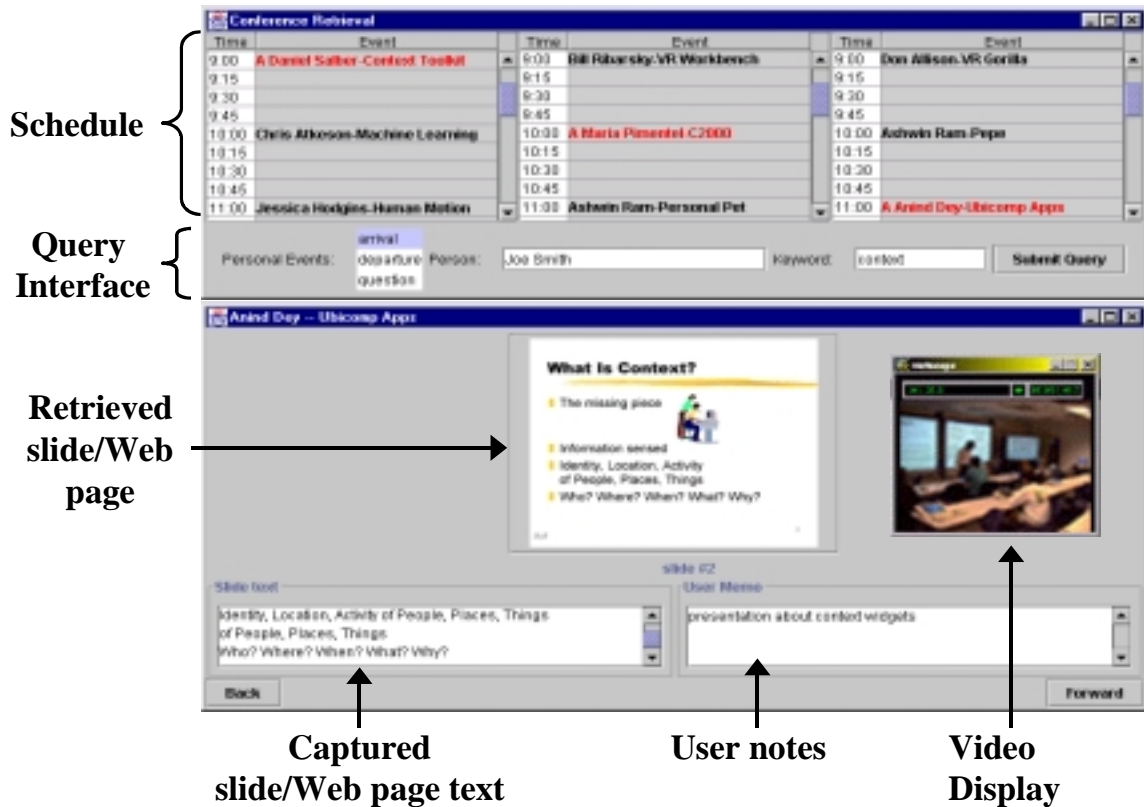 Conference Retrieval
Time Event Time Event Time Event
9:00 A Daniel Salber-Context Toolkit 9:00 Bill Ribarsky-VR Workbench 9:00 Don Allison-VR Gorilla
9:15 9:15 9:15
9:30 9:30 9:30
9:45 9:45 9:45
Schedule
10:00 Chris Atkeson-Machine Learning 10:00 A Maria Pimentel-C2000 10:00 Ashwin Ram-Pepe
10:15 10:15 10:15
10:30 10:30 10:30
10:45 10:45 10:45
11:00 Jessica Hodgins-Human Motion 11:00 Ashwin Ram-Personal Pet 11:00 A Anind Dey-Ubicomp Apps
Query
Interface
arrival
Personal Events: departure Person: Joe Smith Keyword: context Submit Query
question
Anind Dey -- Ubicomp Apps
What Is Context?
The missing piece
Information sensed
Identity, Location, Activity
of People, Places, Things
Who? Where? When? What? Why?
Retrieved
slide/Web
page
slide #2
Slide text
Identity, Location, Activity of People, Places, Things
of People, Places, Things
Who? Where? When? What? Why?
User Memo
presentation about context widgets
Back Forward
Captured
slide/Web page text
User notes
Video
Display